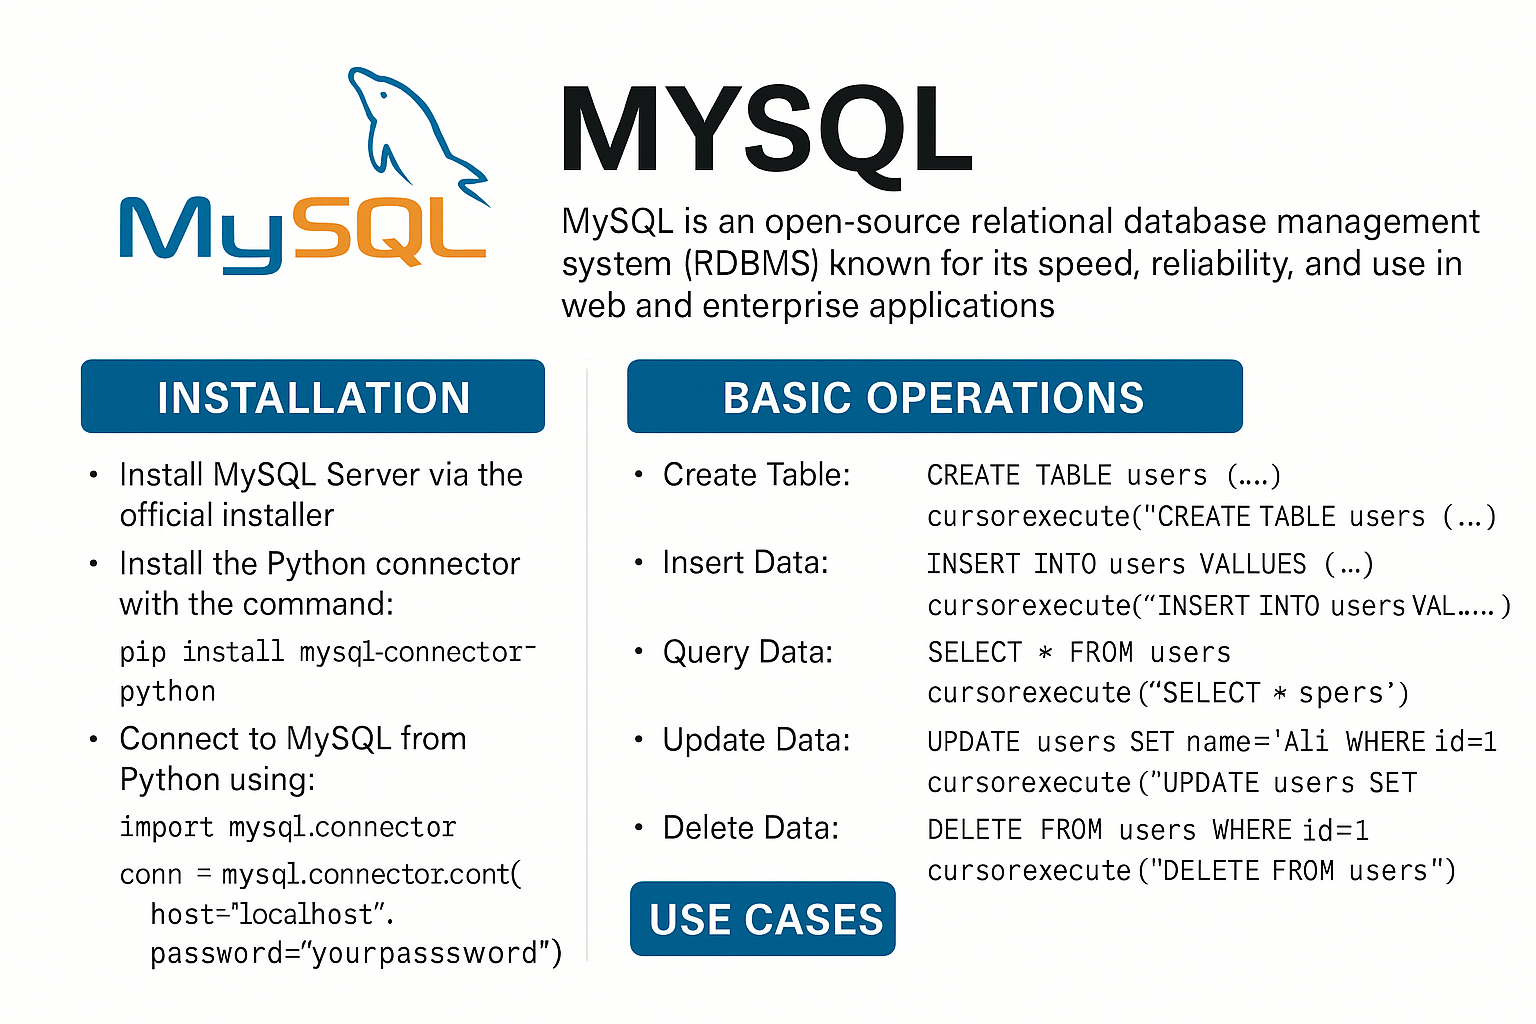 MySQL
MYSQL
MySQL is an open-source relational database management
system (RDBMS) known for its speed, reliability, and use in
web and enterprise applications
INSTALLATION
• Install MySQL Server via the
official installer
• Install the Python connector
with the command:
pip install mysql-connector-
python
• Connect to MySQL from
Python using:
import mysql.connector
conn = mysql.connector.cont(
host="localhost”.
password=“yourpasssword")
BASIC OPERATIONS
• Create Table: CREATE TABLE users (....)
cursorexecute("CREATE TABLE users (...)
• Insert Data: INSERT INTO users VALLUES (...)
cursorexecute(“INSERT INTO users VAL.....)
• Query Data: SELECT * FROM users
cursorexecute(“SELECT * spers’)
• Update Data: UPDATE users SET name='Ali WHERE id=1
cursorexecute("UPDATE users SET
• Delete Data: DELETE FROM users WHERE id=1
cursorexecute("DELETE FROM users")
USE CASES